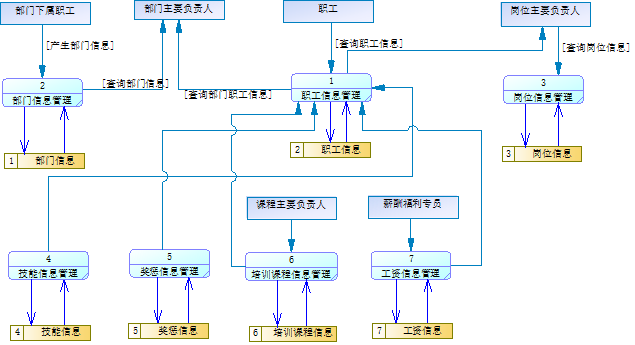 部门下属职工
部门主要负责人
职工
岗位主要负责人
[产生部门信息]
[查询职工信息]
[查询岗位信息]
2
部门信息管理
[查询部门信息]
[查询部门职工信息]
1
职工信息管理
3
岗位信息管理
1 部门信息
2 职工信息
3 岗位信息
课程主要负责人
薪酬福利专员
4
技能信息管理
5
奖惩信息管理
6
培训课程信息管理
7
工资信息管理
4 技能信息
5 奖惩信息
6 培训课程信息
7 工资信息